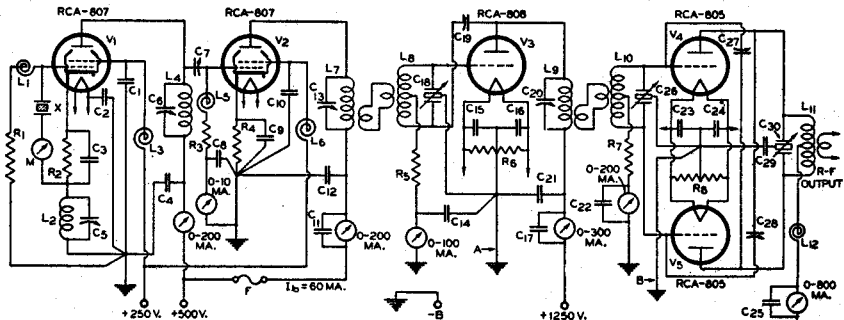 RCA-807
RCA-807
RCA-808
RCA-805
V1
V2
V3
V4
L1
X
M
R1
R2
C1
C2
C3
L2
C5
L3
C4
C6
L4
C7
L5
R3
C8
R4
C9
C10
L6
L7
C13
C12
C11
0-10 MA.
0-200 MA.
0-200 MA.
F
Ib = 60 MA.
+250 V.
+500 V.
L8
C18
C19
C15
C16
R5
R6
C14
C21
C20
L9
0-100 MA.
A
C17
0-300 MA.
-B
+1250 V.
L10
C26
C27
C23
C24
R7
0-200 MA.
C22
R8
C30
C29
C28
B
V5
RCA-805
L11
R-F OUTPUT
L12
0-800 MA.
C25